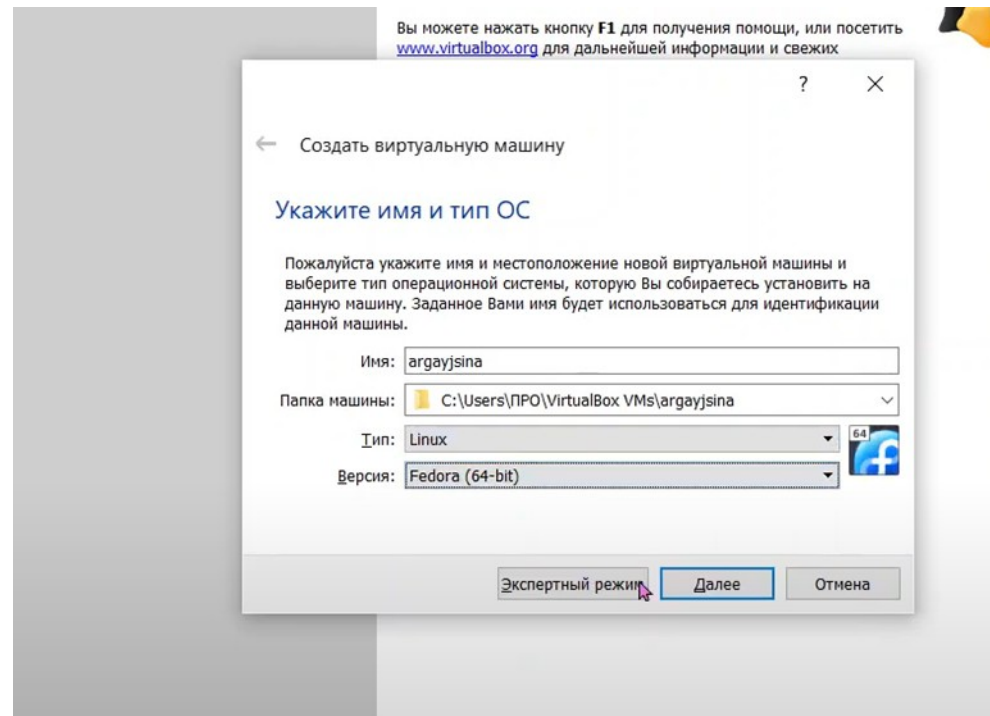 Вы можете нажать кнопку F1 для получения помощи, или посетить
www.virtualbox.org для дальнейшей информации и свежих
?
Создать виртуальную машину
Укажите имя и тип ОС
Пожалуйста укажите имя и местоположение новой виртуальной машины и
выберите тип операционной системы, которую Вы собираетесь установить на
данную машину. Заданное Вами имя будет использоваться для идентификации
данной машины.
Имя: argayjsina
Папка машины: C:\Users\ПРО\VirtualBox VMs\argayjsina
Тип: Linux
64
Версия: Fedora (64-bit)
Экспертный режим Далее Отмена